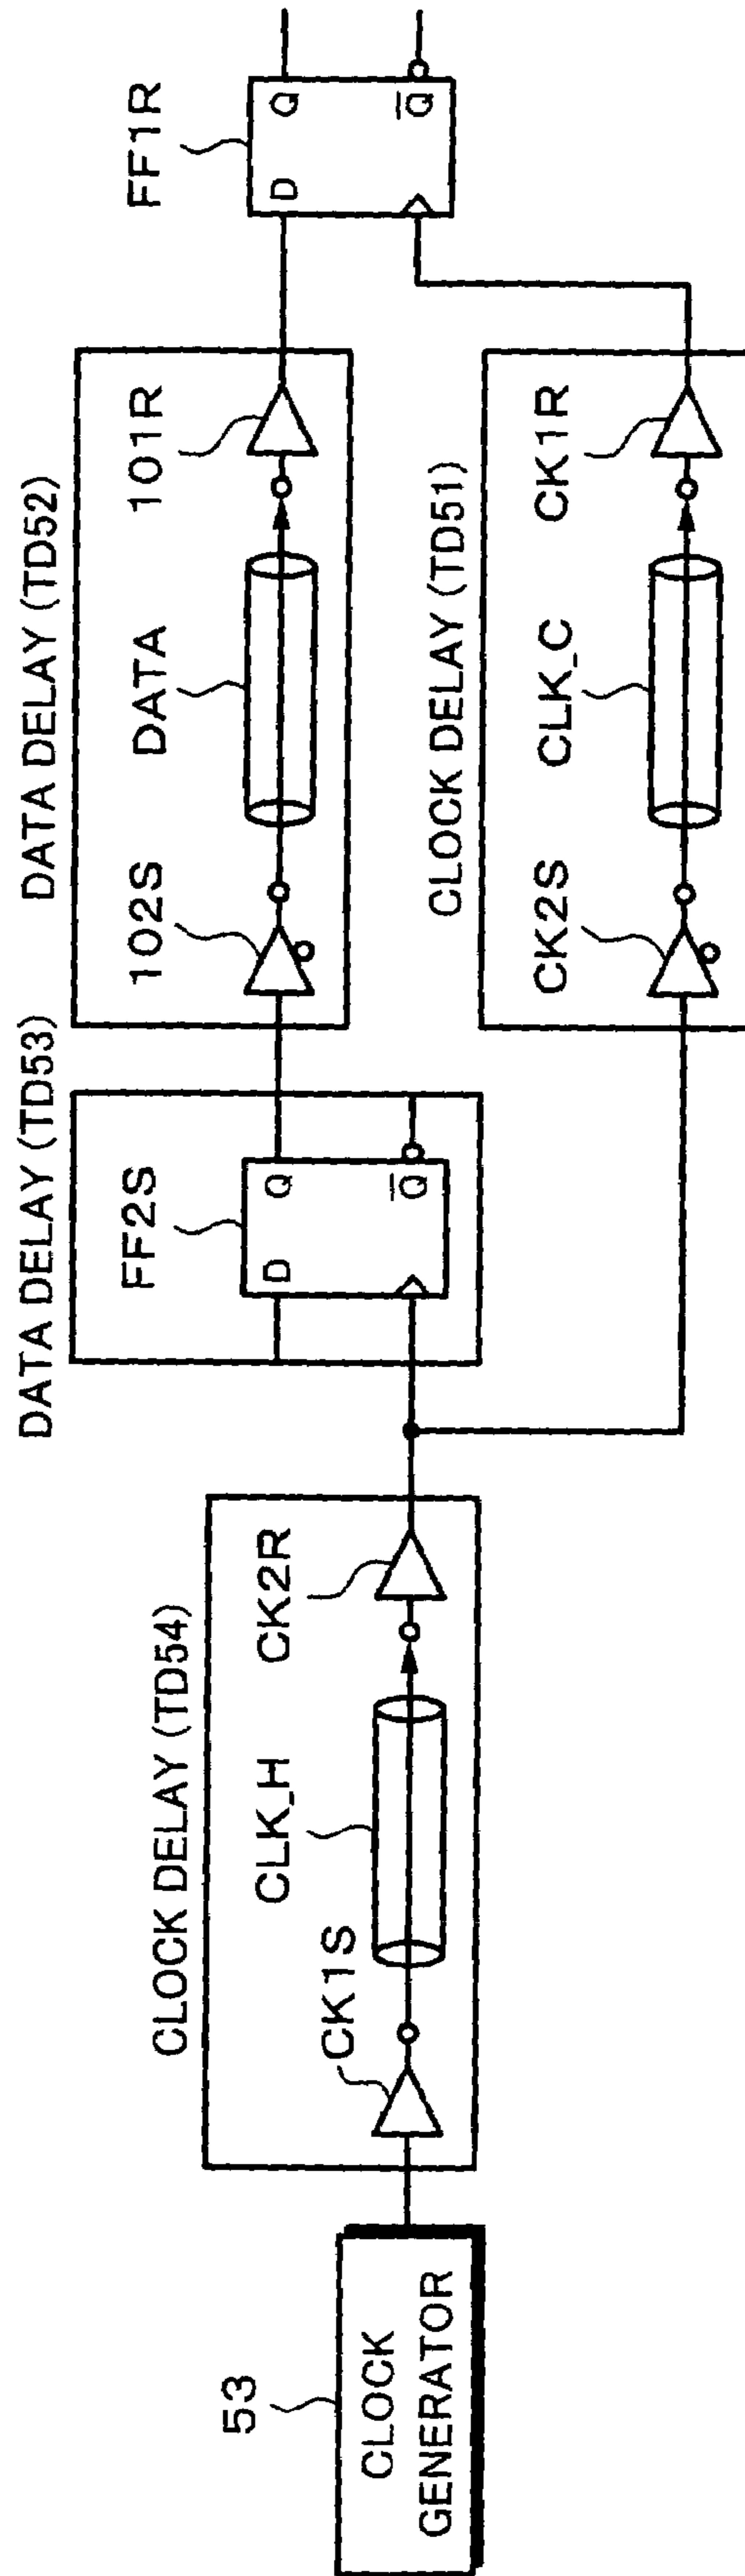 53
CLOCK
GENERATOR
CLOCK DELAY (TD54)
CK1S
CLK_H
CK2R
DATA DELAY (TD53)
FF2S
D
Q
Q̅
DATA DELAY (TD52)
102S
DATA
101R
CLOCK DELAY (TD51)
CK2S
CLK_C
CK1R
FF1R
D
Q
Q̅